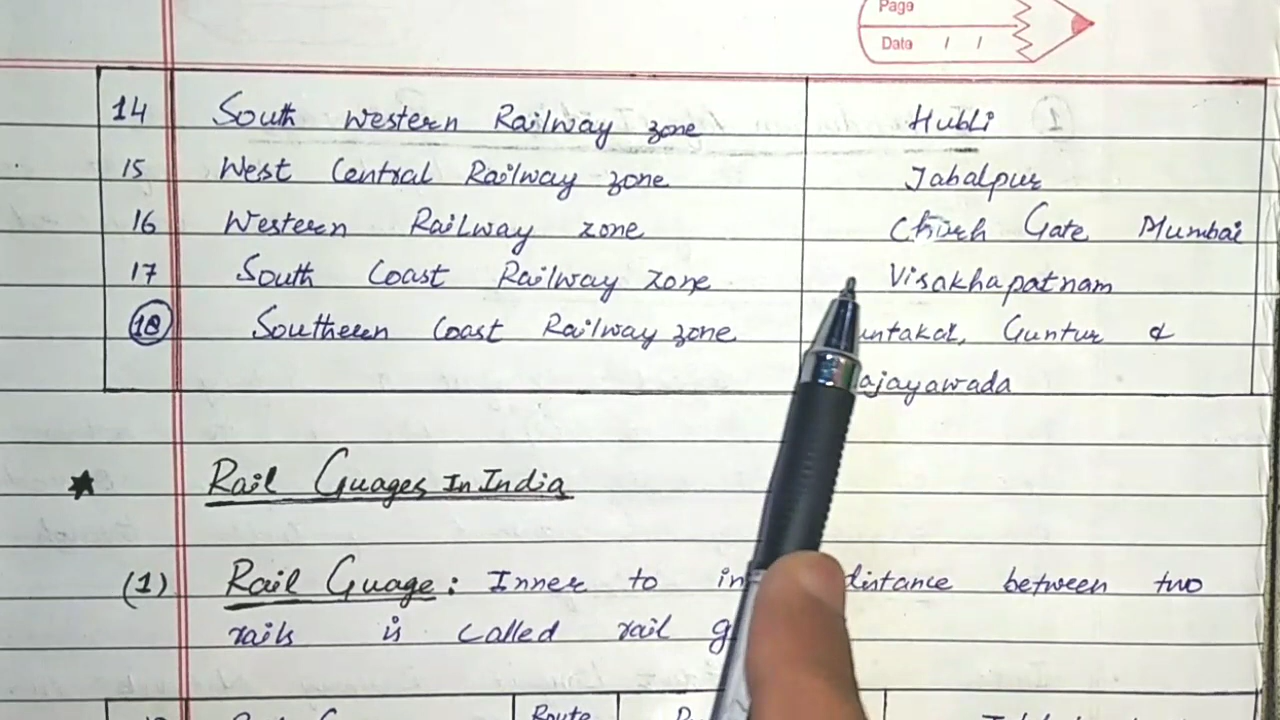 Page
Date / /
14 South Western Railway zone Hubli
15 West Central Railway zone Jabalpur
16 Western Railway zone Church Gate Mumbai
17 South Coast Railway Zone Visakhapatnam
18 Southern Coast Railway zone untakal, Guntur &
ajayawada
★ Rail Guages In India
(1) Rail Guage: Inner to in distance between two
rails is called rail g
Route